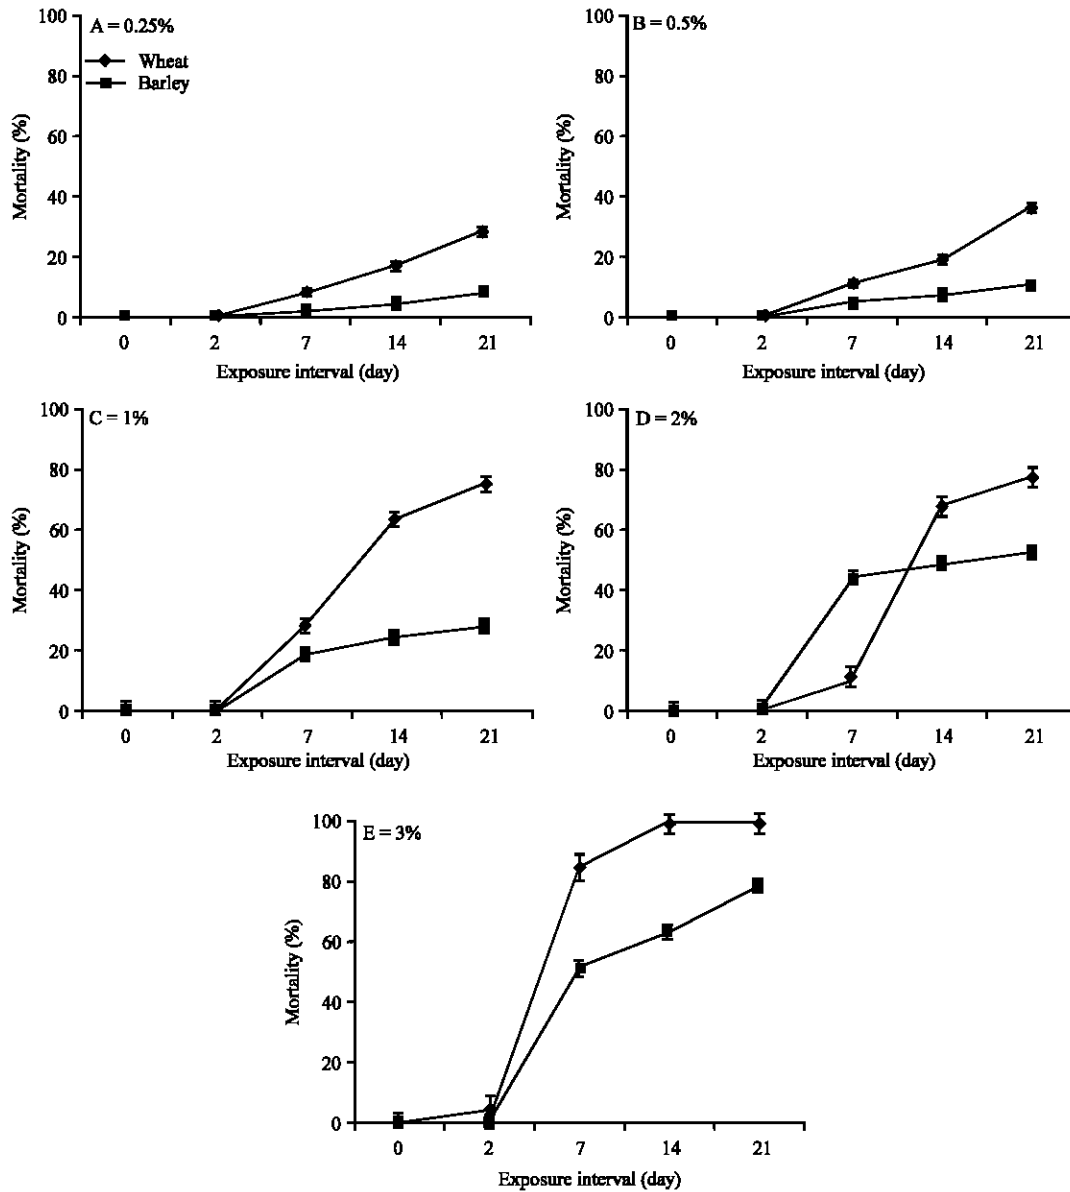 A = 0.25%
Wheat
Barley
Mortality (%)
100
80
60
40
20
0
0 2 7 14 21
Exposure interval (day)
B = 0.5%
Mortality (%)
100
80
60
40
20
0
0 2 7 14 21
Exposure interval (day)
C = 1%
Mortality (%)
100
80
60
40
20
0
0 2 7 14 21
Exposure interval (day)
D = 2%
Mortality (%)
100
80
60
40
20
0
0 2 7 14 21
Exposure interval (day)
E = 3%
Mortality (%)
100
80
60
40
20
0
0 2 7 14 21
Exposure interval (day)